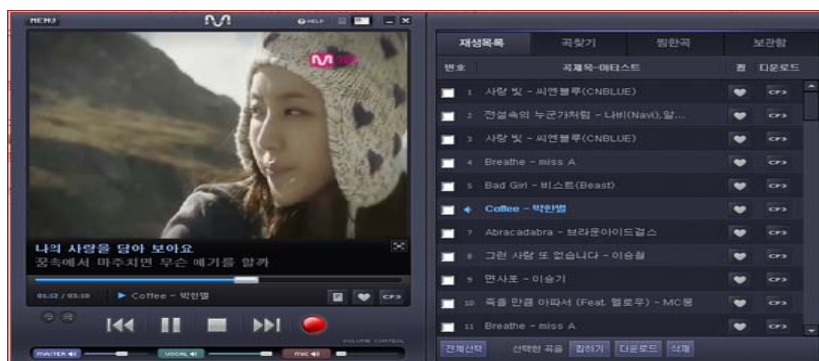 MENU
? HELP
M net
나의 사랑을 담아 보아요
꿈속에서 마주치면 무슨 얘기를 할까
01:52 / 03:10 ▶ Coffee - 박한별
VOLUME CONTROL
MASTER
VOCAL
MIC
재생목록 곡찾기 찜한곡 보관함
번호 곡제목-아티스트 찜 다운로드
1 사랑 빛 - 씨엔블루(CNBLUE)
2 전설속의 누군가처럼 - 나비(Navi),알...
3 사랑 빛 - 씨엔블루(CNBLUE)
4 Breathe - miss A
5 Bad Girl - 비스트(Beast)
Coffee - 박한별
7 Abracadabra - 브라운아이드걸스
8 그런 사람 또 없습니다 - 이승철
9 면사포 - 이승기
10 죽을 만큼 아파서 (Feat. 멜로우) - MC몽
11 Breathe - miss A
전체선택 선택한 곡을 찜하기 다운로드 삭제